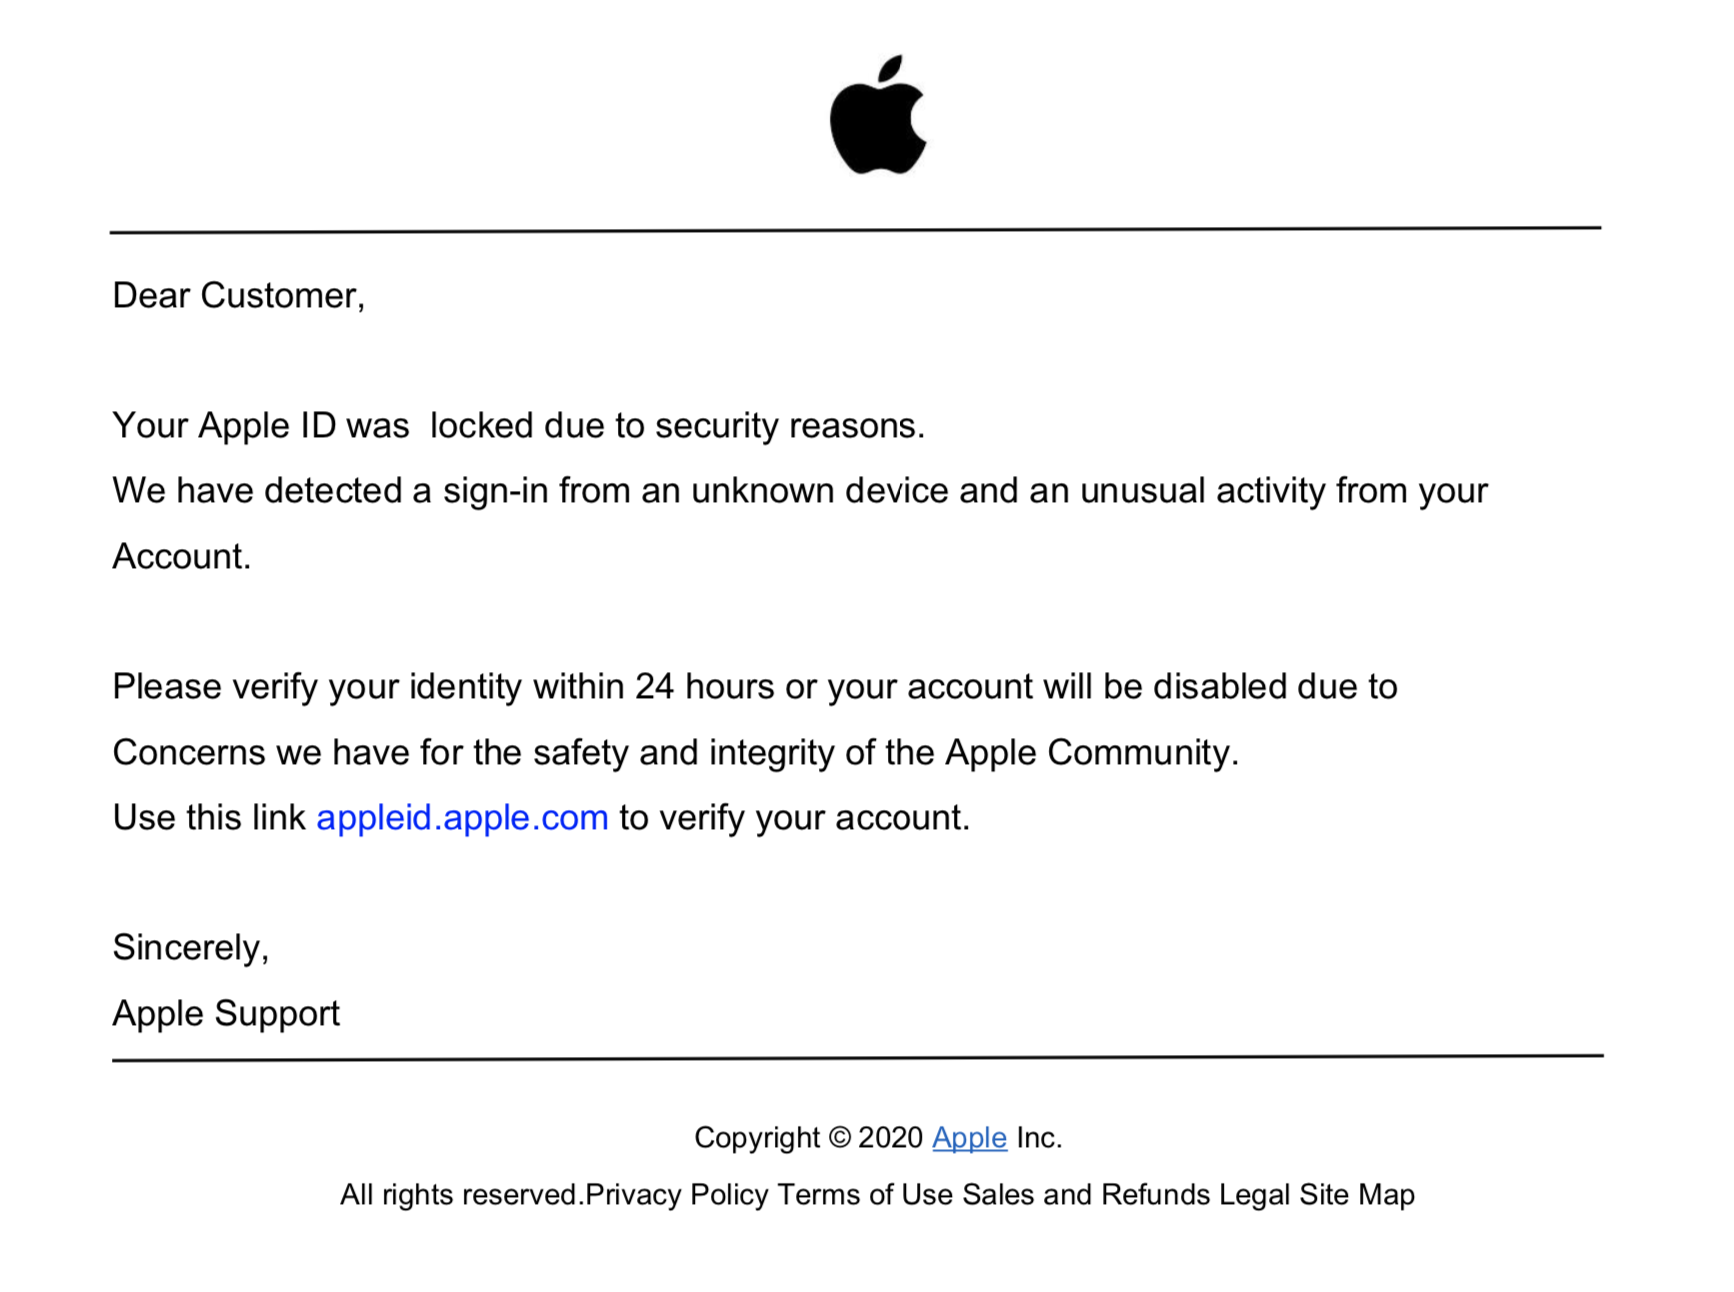 Dear Customer,
Your Apple ID was  locked due to security reasons.
We have detected a sign-in from an unknown device and an unusual activity from your
Account.
Please verify your identity within 24 hours or your account will be disabled due to
Concerns we have for the safety and integrity of the Apple Community.
Use this link appleid.apple.com to verify your account.
Sincerely,
Apple Support
Copyright © 2020 Apple Inc.
All rights reserved.Privacy Policy Terms of Use Sales and Refunds Legal Site Map